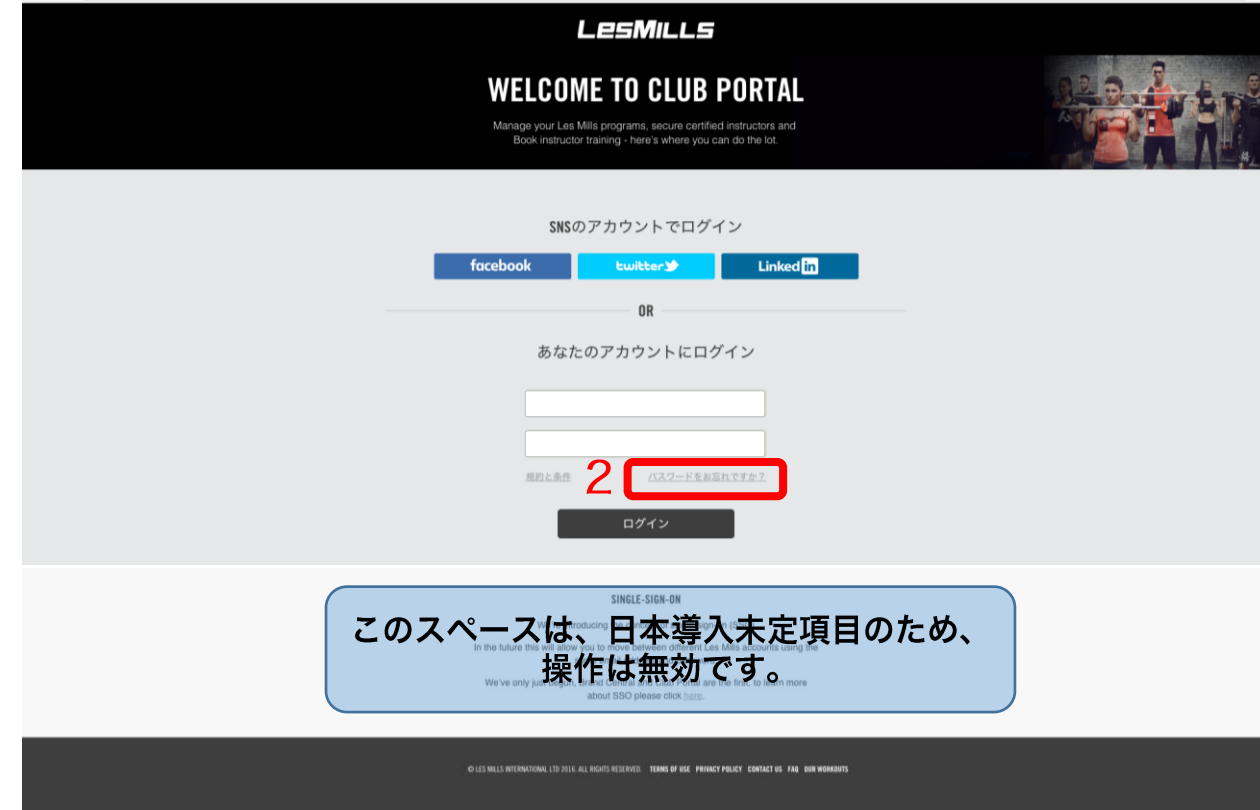 LESMILLS
WELCOME TO CLUB PORTAL
Manage your Les Mills programs, secure certified instructors and
Book instructor training - here's where you can do the lot.
SNSのアカウントでログイン
facebook
twitter
Linked in
OR
あなたのアカウントにログイン
規約と条件
2
パスワードをお忘れですか?
ログイン
SINGLE-SIGN-ON
このスペースは、日本導入未定項目のため、
操作は無効です。
In the future this will allow you to move between different Les Mills accounts using the
We've only just begun, Brand Central and Club Portal are the first, to learn more
about SSO please click here.
© LES MILLS INTERNATIONAL LTD 2016. ALL RIGHTS RESERVED. TERMS OF USE PRIVACY POLICY CONTACT US FAQ OUR WORKOUTS